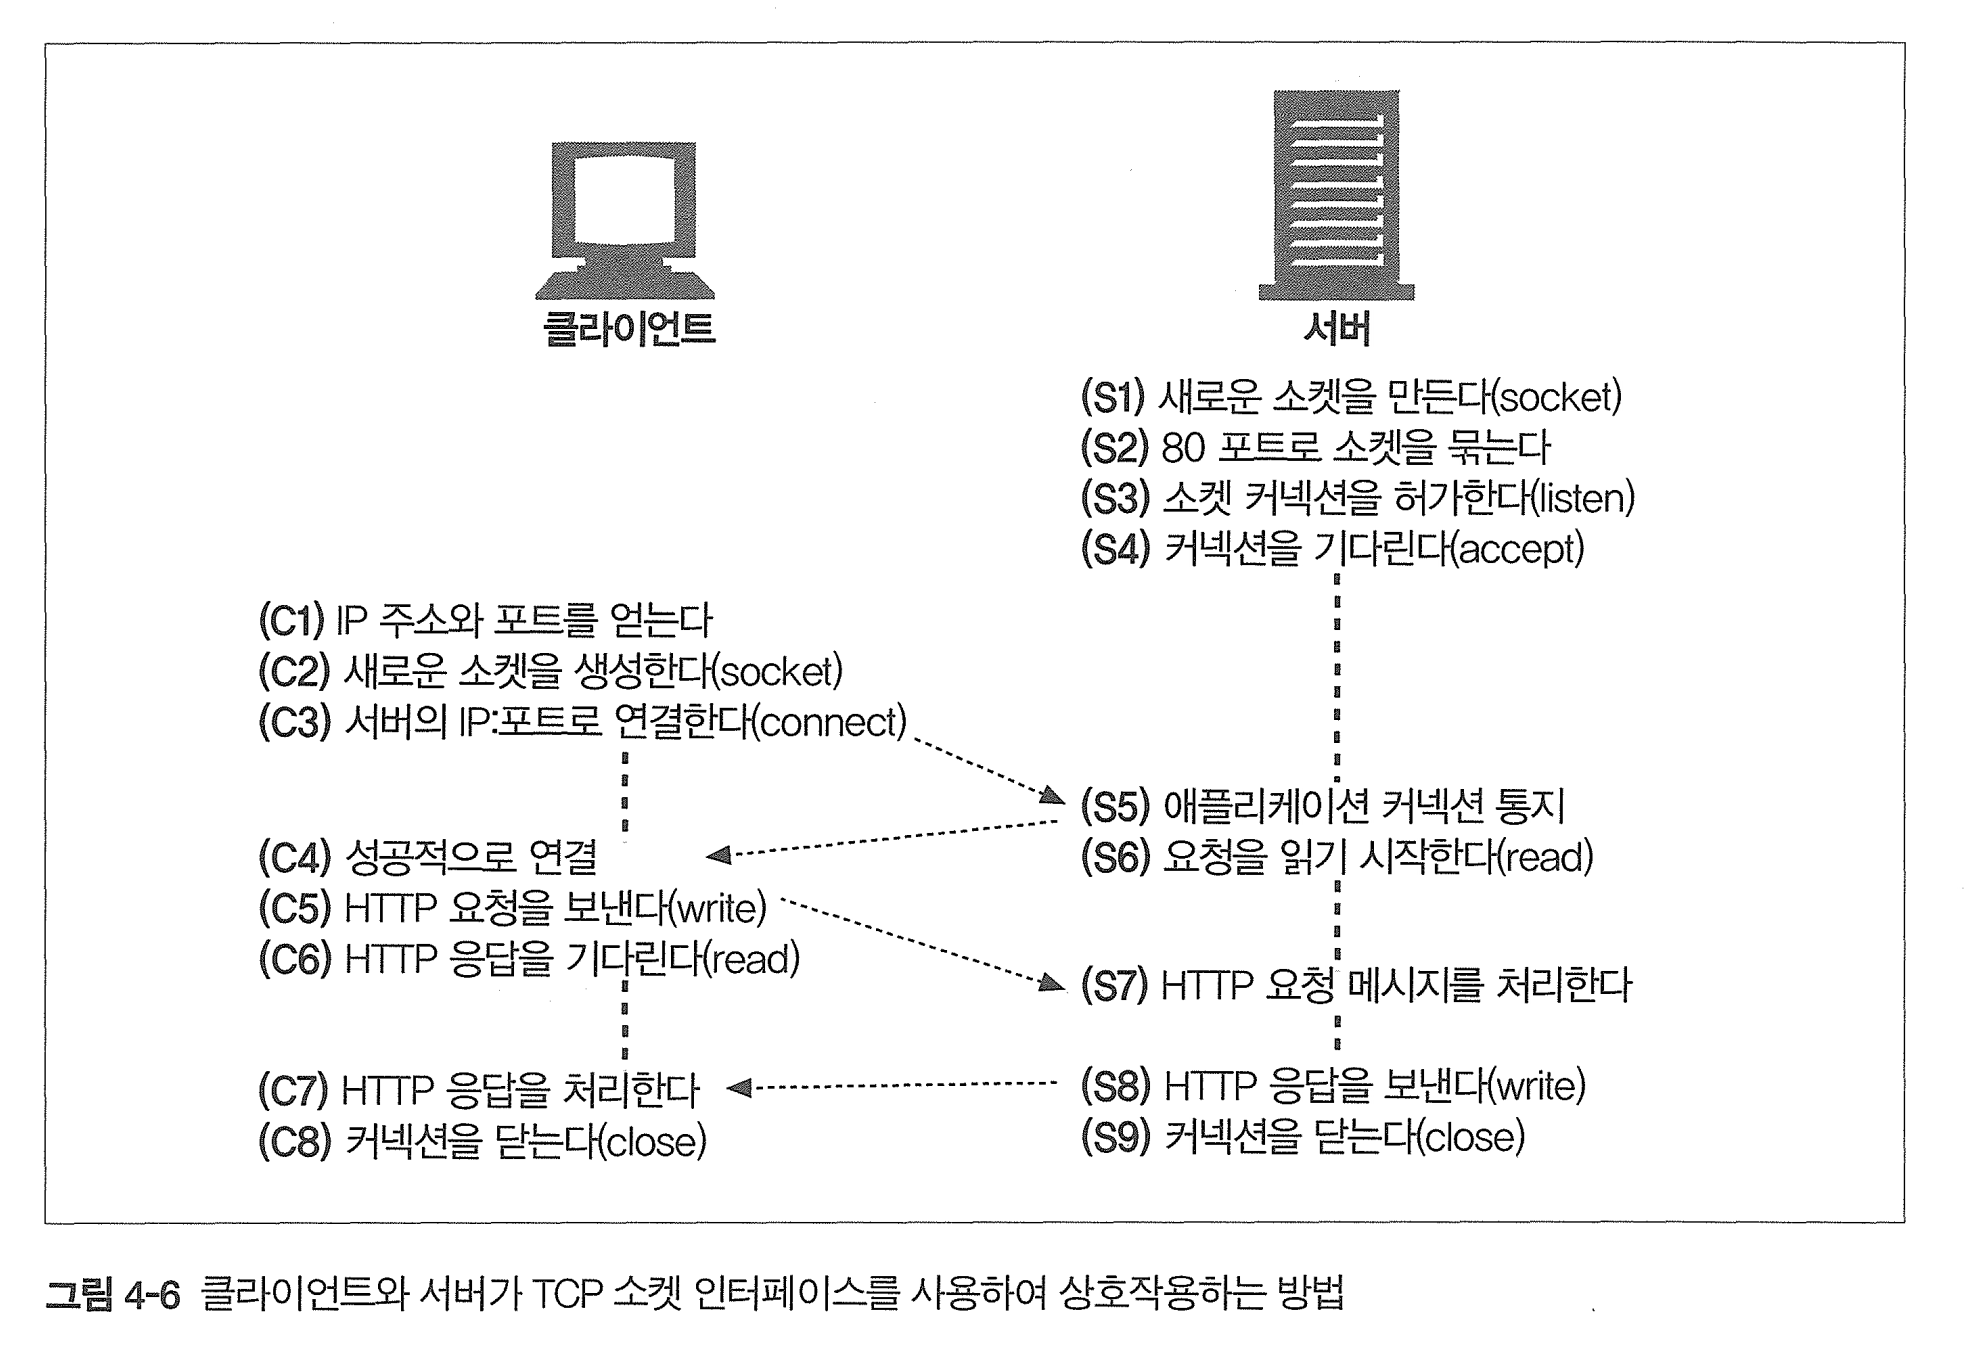 클라이언트
서버
(S1) 새로운 소켓을 만든다(socket)
(S2) 80 포트로 소켓을 묶는다
(S3) 소켓 커넥션을 허가한다(listen)
(S4) 커넥션을 기다린다(accept)
(C1) IP 주소와 포트를 얻는다
(C2) 새로운 소켓을 생성한다(socket)
(C3) 서버의 IP:포트로 연결한다(connect)
(S5) 애플리케이션 커넥션 통지
(S6) 요청을 읽기 시작한다(read)
(C4) 성공적으로 연결
(C5) HTTP 요청을 보낸다(write)
(C6) HTTP 응답을 기다린다(read)
(S7) HTTP 요청 메시지를 처리한다
(S8) HTTP 응답을 보낸다(write)
(S9) 커넥션을 닫는다(close)
(C7) HTTP 응답을 처리한다
(C8) 커넥션을 닫는다(close)
그림 4-6 클라이언트와 서버가 TCP 소켓 인터페이스를 사용하여 상호작용하는 방법